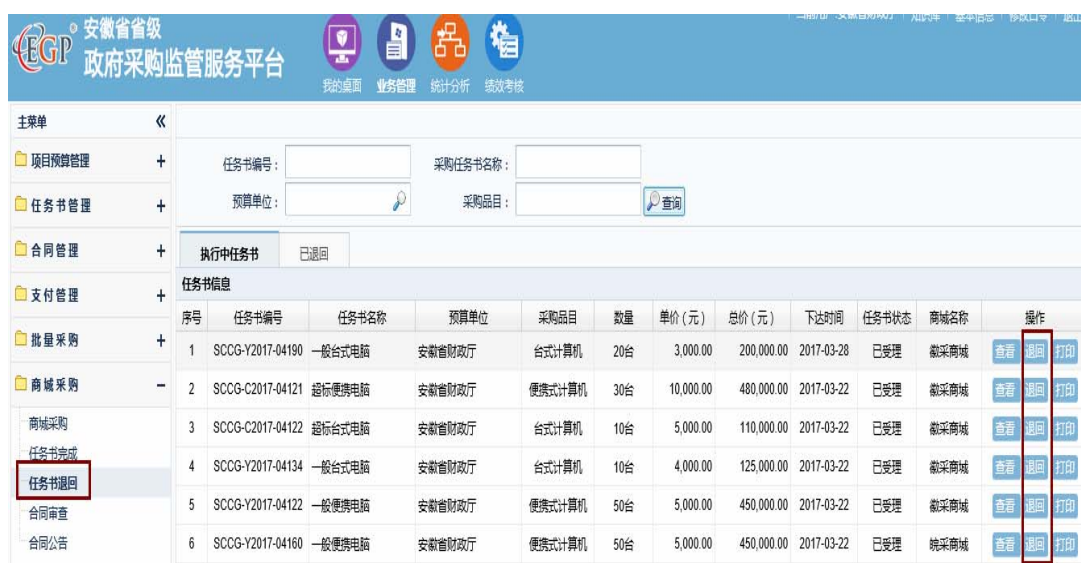 EGP 安徽省省级
政府采购监管服务平台
我的桌面 业务管理 统计分析 绩效考核
知识库 | 基本信息 | 修改口令 | 退出
主菜单 «
项目预算管理 +
任务书管理 +
合同管理 +
支付管理 +
批量采购 +
商城采购 −
商城采购
任务书完成
任务书退回
合同审查
合同公告
任务书编号: 采购任务书名称:
预算单位: 采购品目: 查询
执行中任务书 已退回
任务书信息
序号 任务书编号 任务书名称 预算单位 采购品目 数量 单价(元) 总价(元) 下达时间 任务书状态 商城名称 操作
1 SCCG-Y2017-04190 一般台式电脑 安徽省财政厅 台式计算机 20台 3,000.00 200,000.00 2017-03-28 已受理 徽采商城 查看 退回 打印
2 SCCG-C2017-04121 超标便携电脑 安徽省财政厅 便携式计算机 30台 10,000.00 480,000.00 2017-03-22 已受理 徽采商城 查看 退回 打印
3 SCCG-C2017-04122 超标台式电脑 安徽省财政厅 台式计算机 10台 5,000.00 110,000.00 2017-03-22 已受理 徽采商城 查看 退回 打印
4 SCCG-Y2017-04134 一般台式电脑 安徽省财政厅 台式计算机 10台 4,000.00 125,000.00 2017-03-22 已受理 徽采商城 查看 退回 打印
5 SCCG-Y2017-04122 一般便携电脑 安徽省财政厅 便携式计算机 50台 5,000.00 450,000.00 2017-03-22 已受理 徽采商城 查看 退回 打印
6 SCCG-Y2017-04160 一般便携电脑 安徽省财政厅 便携式计算机 50台 5,000.00 450,000.00 2017-03-22 已受理 皖采商城 查看 退回 打印